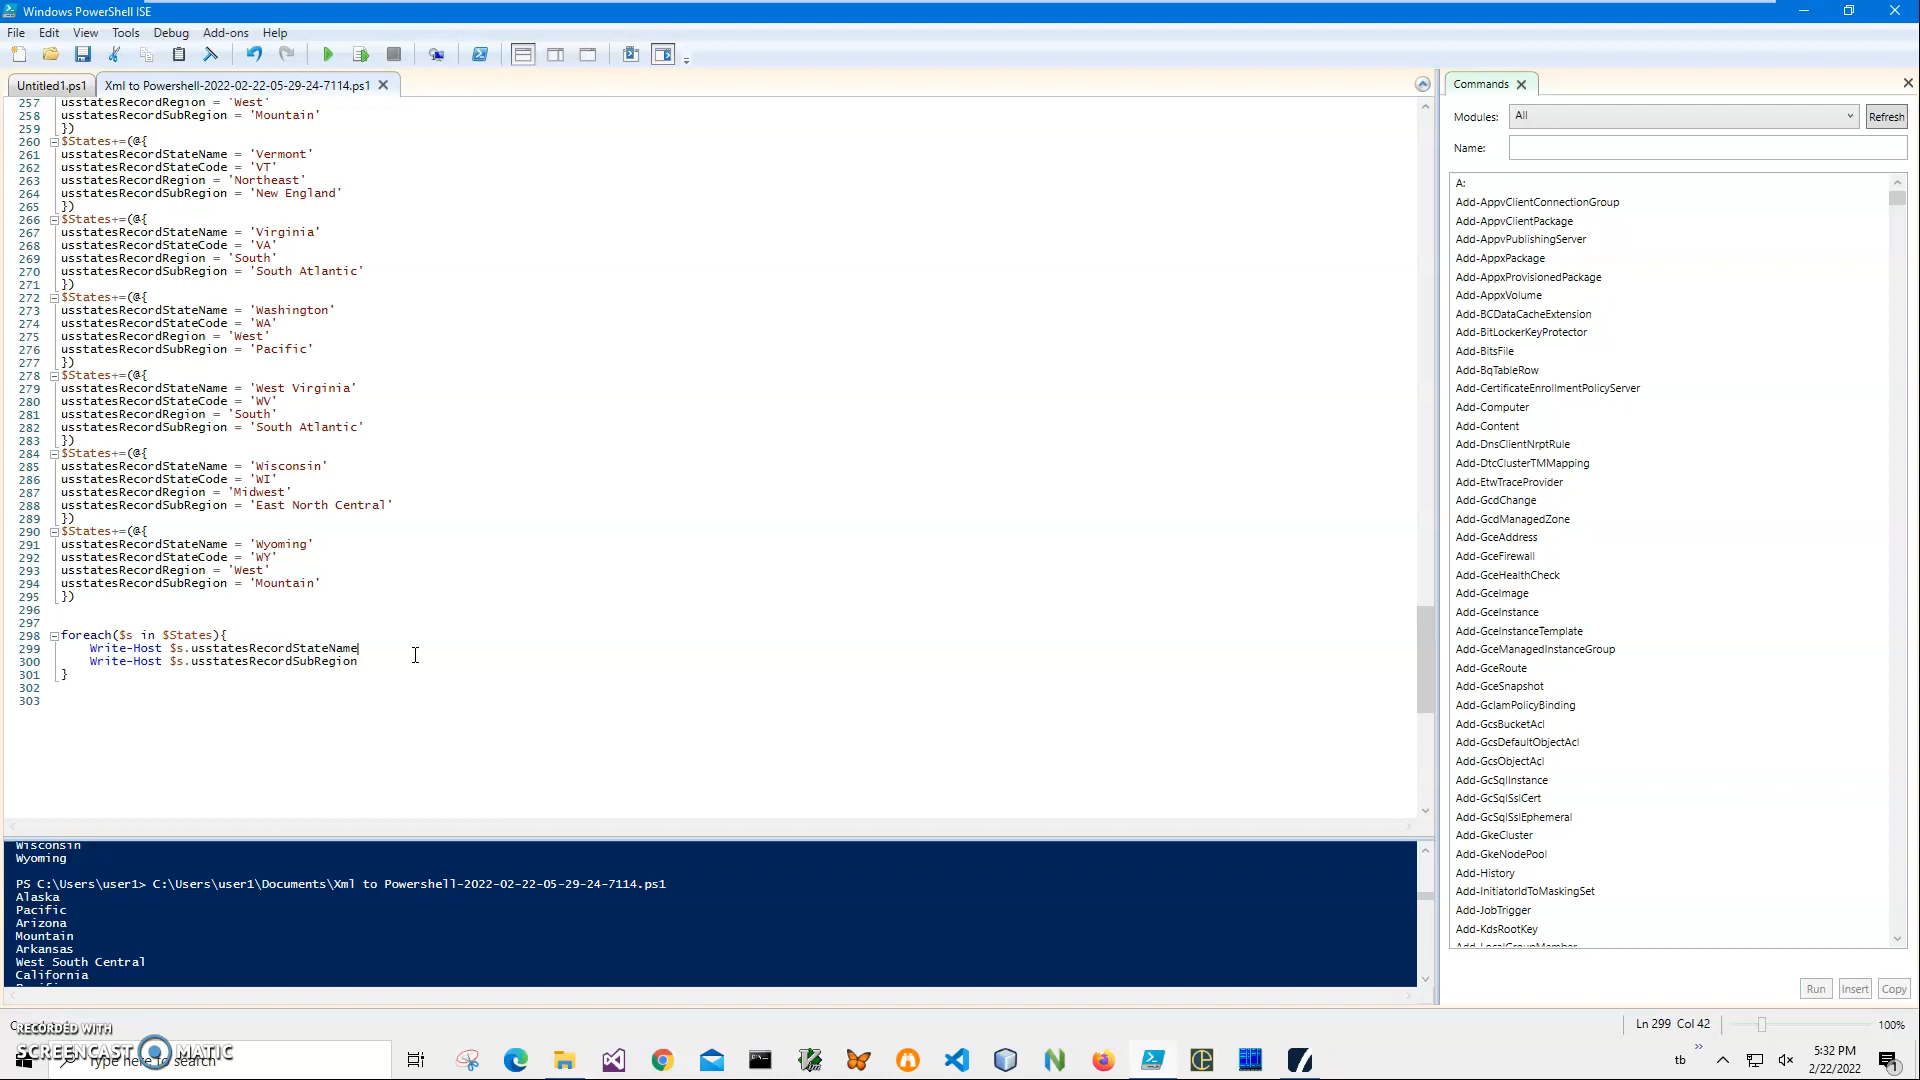 Windows PowerShell ISE
File Edit View Tools Debug Add-ons Help
Untitled1.ps1 Xml to Powershell-2022-02-22-05-29-24-7114.ps1
257 usstatesRecordRegion = 'West'
258 usstatesRecordSubRegion = 'Mountain'
259 })
260 $States+=(@{
261 usstatesRecordStateName = 'Vermont'
262 usstatesRecordStateCode = 'VT'
263 usstatesRecordRegion = 'Northeast'
264 usstatesRecordSubRegion = 'New England'
265 })
266 $States+=(@{
267 usstatesRecordStateName = 'Virginia'
268 usstatesRecordStateCode = 'VA'
269 usstatesRecordRegion = 'South'
270 usstatesRecordSubRegion = 'South Atlantic'
271 })
272 $States+=(@{
273 usstatesRecordStateName = 'Washington'
274 usstatesRecordStateCode = 'WA'
275 usstatesRecordRegion = 'West'
276 usstatesRecordSubRegion = 'Pacific'
277 })
278 $States+=(@{
279 usstatesRecordStateName = 'West Virginia'
280 usstatesRecordStateCode = 'WV'
281 usstatesRecordRegion = 'South'
282 usstatesRecordSubRegion = 'South Atlantic'
283 })
284 $States+=(@{
285 usstatesRecordStateName = 'Wisconsin'
286 usstatesRecordStateCode = 'WI'
287 usstatesRecordRegion = 'Midwest'
288 usstatesRecordSubRegion = 'East North Central'
289 })
290 $States+=(@{
291 usstatesRecordStateName = 'Wyoming'
292 usstatesRecordStateCode = 'WY'
293 usstatesRecordRegion = 'West'
294 usstatesRecordSubRegion = 'Mountain'
295 })
296
297
298 foreach($s in $States){
299 Write-Host $s.usstatesRecordStateName
300 Write-Host $s.usstatesRecordSubRegion
301 }
302
303
Wisconsin
Wyoming
PS C:\Users\user1> C:\Users\user1\Documents\Xml to Powershell-2022-02-22-05-29-24-7114.ps1
Alaska
Pacific
Arizona
Mountain
Arkansas
West South Central
California
Commands
Modules: All Refresh
Name:
A:
Add-AppvClientConnectionGroup
Add-AppvClientPackage
Add-AppvPublishingServer
Add-AppxPackage
Add-AppxProvisionedPackage
Add-AppxVolume
Add-BCDataCacheExtension
Add-BitLockerKeyProtector
Add-BitsFile
Add-BqTableRow
Add-CertificateEnrollmentPolicyServer
Add-Computer
Add-Content
Add-DnsClientNrptRule
Add-DtcClusterTMMapping
Add-EtwTraceProvider
Add-GcdChange
Add-GcdManagedZone
Add-GceAddress
Add-GceFirewall
Add-GceHealthCheck
Add-GceImage
Add-GceInstance
Add-GceInstanceTemplate
Add-GceManagedInstanceGroup
Add-GceRoute
Add-GceSnapshot
Add-GcIamPolicyBinding
Add-GcsBucketAcl
Add-GcsDefaultObjectAcl
Add-GcsObjectAcl
Add-GcSqlInstance
Add-GcSqlSslCert
Add-GcSqlSslEphemeral
Add-GkeCluster
Add-GkeNodePool
Add-History
Add-InitiatorIdToMaskingSet
Add-JobTrigger
Add-KdsRootKey
Add-LocalGroupMember
Run Insert Copy
Ln 299 Col 42 100%
RECORDED WITH
SCREENCAST MATIC
Type here to search
tb
5:32 PM
2/22/2022
1